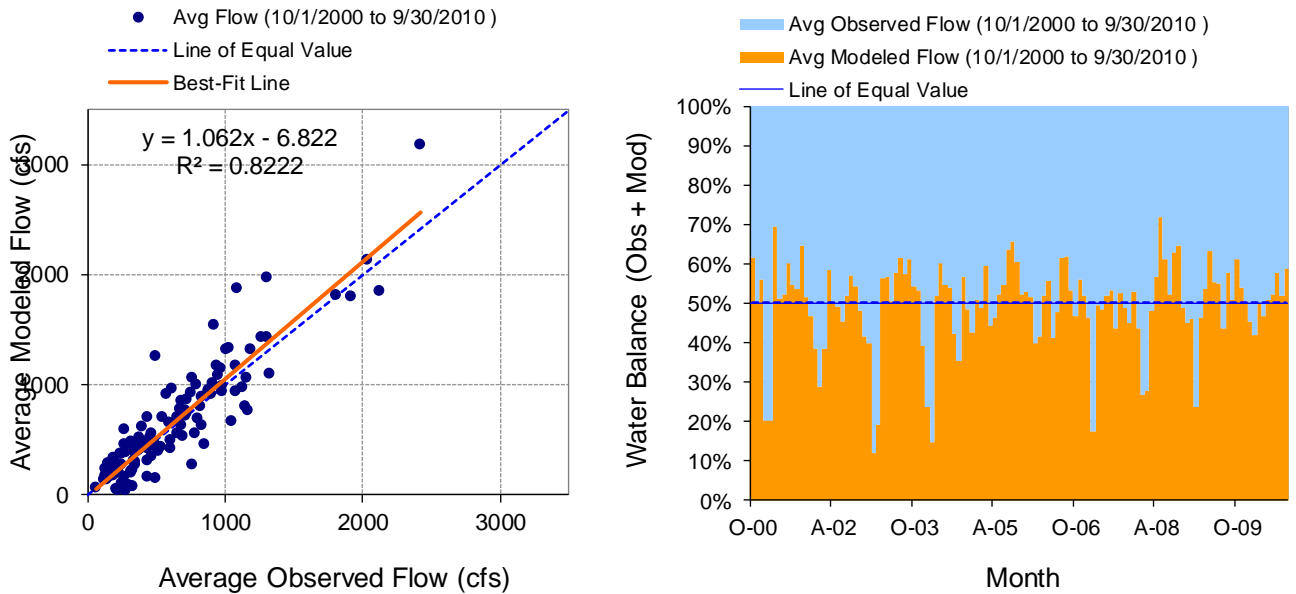 Avg Flow (10/1/2000 to 9/30/2010 )
Line of Equal Value
Best-Fit Line
y = 1.062x - 6.822
R² = 0.8222
Average Modeled Flow (cfs)
3000
2000
1000
0
0 1000 2000 3000
Average Observed Flow (cfs)
Avg Observed Flow (10/1/2000 to 9/30/2010 )
Avg Modeled Flow (10/1/2000 to 9/30/2010 )
Line of Equal Value
Water Balance (Obs + Mod)
100%
90%
80%
70%
60%
50%
40%
30%
20%
10%
0%
O-00 A-02 O-03 A-05 O-06 A-08 O-09
Month